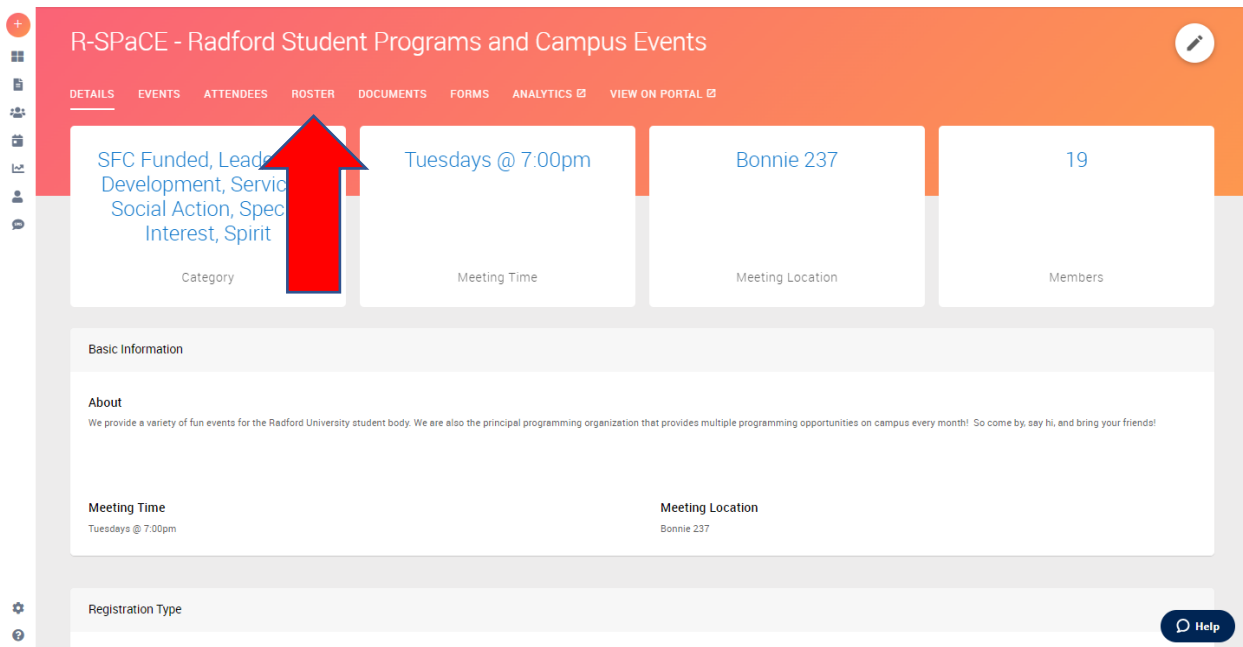 R-SPaCE - Radford Student Programs and Campus Events
DETAILS EVENTS ATTENDEES ROSTER DOCUMENTS FORMS ANALYTICS VIEW ON PORTAL
SFC Funded,
Development,
Social Action,
Interest, Spirit
Category
Tuesdays @ 7:00pm
Meeting Time
Bonnie 237
Meeting Location
19
Members
Basic Information
About
We provide a variety of fun events for the Radford University student body. We are also the principal programming organization that provides multiple programming opportunities on campus every month! So come by, say hi, and bring your friends!
Meeting Time
Tuesdays @ 7:00pm
Meeting Location
Bonnie 237
Registration Type
Help